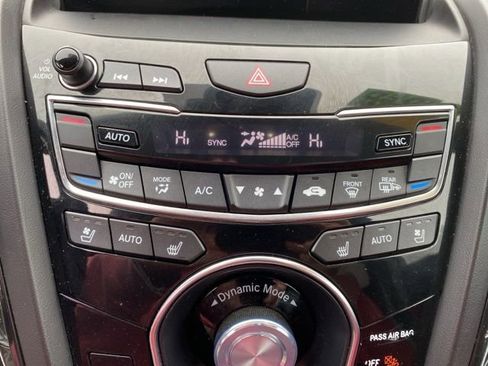 VOL
AUDIO
AUTO
Hi SYNC A/C OFF Hi
SYNC
ON/OFF MODE A/C FRONT REAR
AUTO AUTO
Dynamic Mode
PASS AIR BAG
OFF